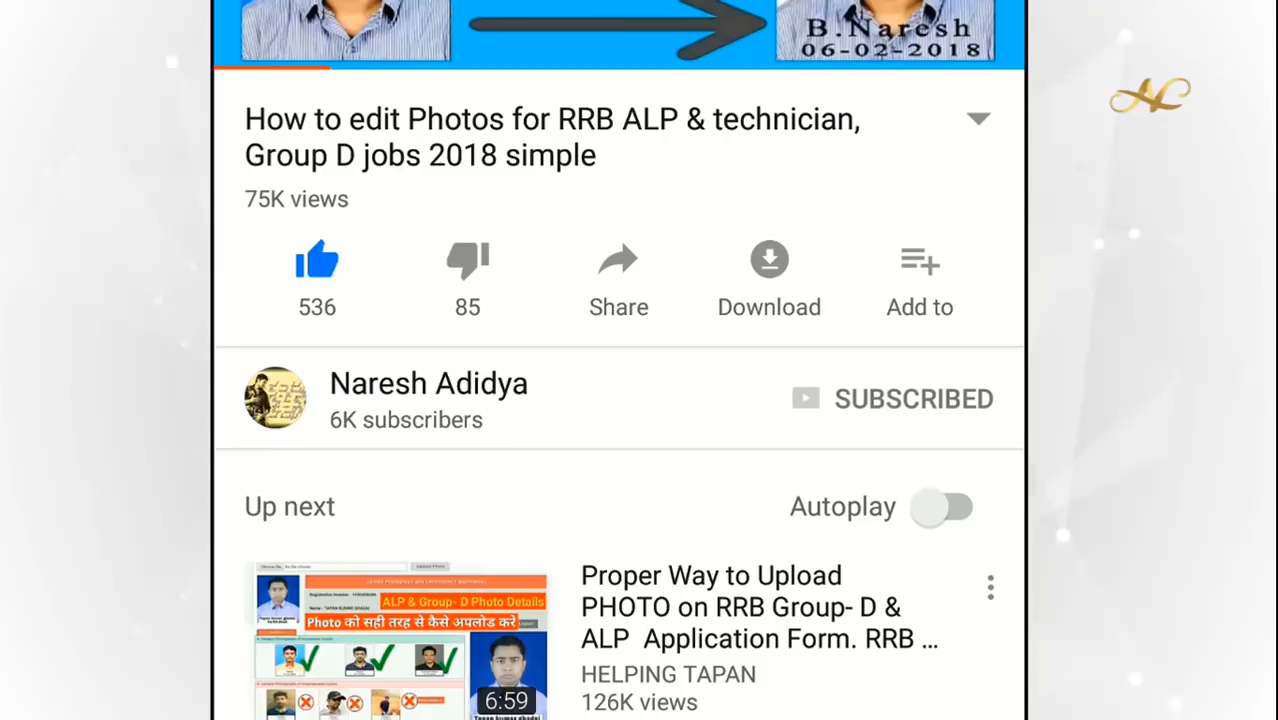 B.Naresh
06-02-2018
How to edit Photos for RRB ALP & technician,
Group D jobs 2018 simple
75K views
536
85
Share
Download
Add to
Naresh Adidya
6K subscribers
SUBSCRIBED
Up next
Autoplay
ALP & Group- D Photo Details
Photo को सही तरह से कैसे अपलोड करे
6:59
Proper Way to Upload
PHOTO on RRB Group- D &
ALP Application Form. RRB ...
HELPING TAPAN
126K views